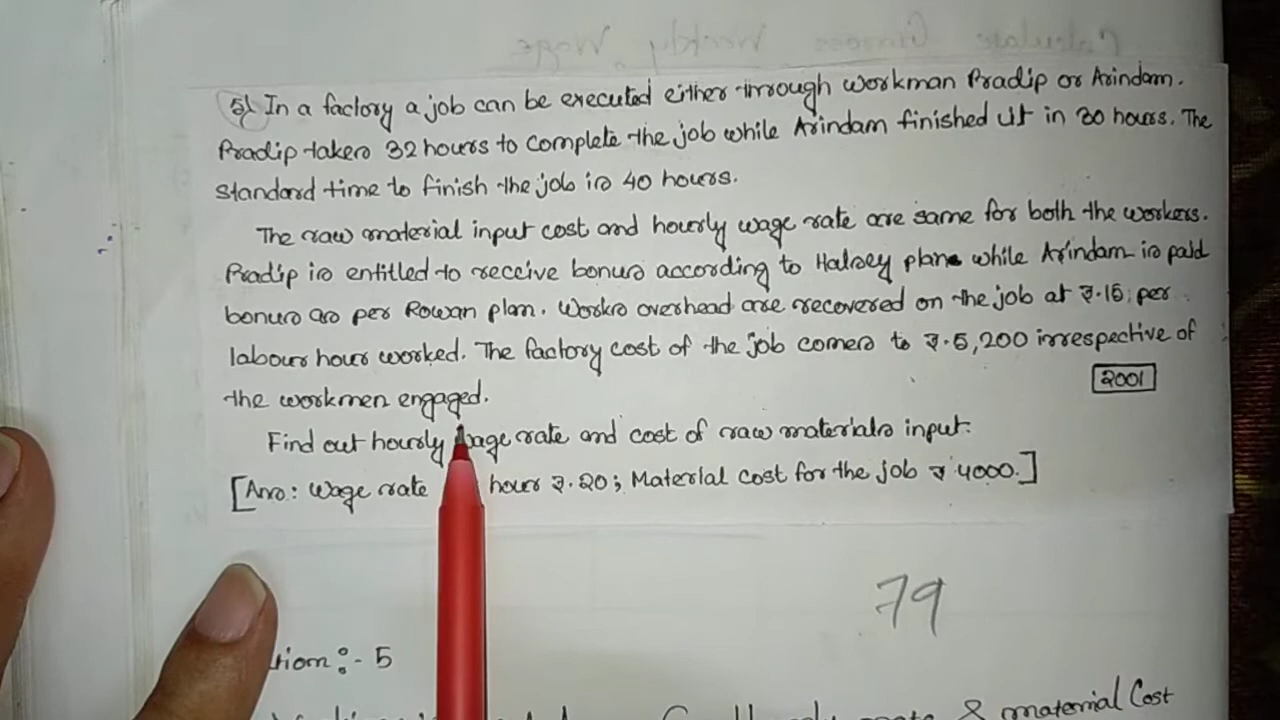 5) In a factory a job can be executed either through workman Pradip or Arindam.
Pradip takes 32 hours to complete the job while Arindam finished it in 30 hours. The
standard time to finish the job is 40 hours.
The raw material input cost and hourly wage rate are same for both the workers.
Pradip is entitled to receive bonus according to Halsey plan while Arindam is paid
bonus as per Rowan plan. Works overhead are recovered on the job at ₹.15 per
labour hour worked. The factory cost of the job comes to ₹.5,200 irrespective of
the workmen engaged.
2001
Find out hourly wage rate and cost of raw materials input.
[Ans: Wage rate hour ₹.20; Material cost for the job ₹ 4000.]
79
tion:- 5
& material Cost